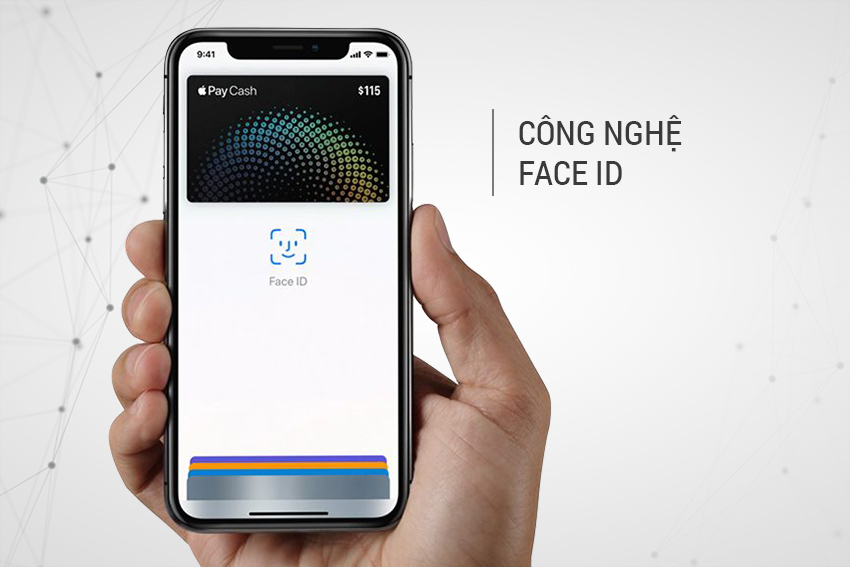 9:41
Pay Cash
$115
Face ID
CÔNG NGHỆ
FACE ID